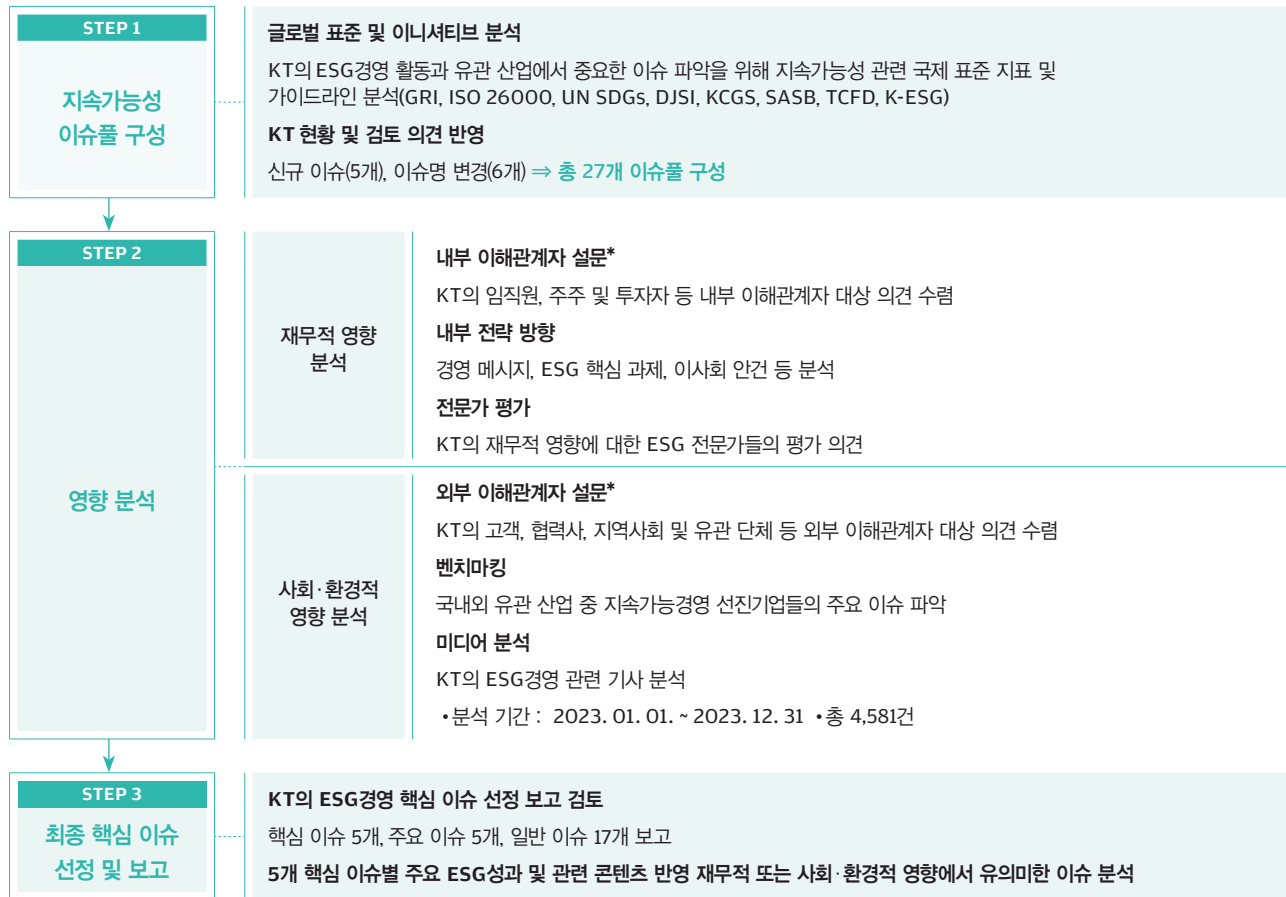 STEP 1
지속가능성
이슈풀 구성
글로벌 표준 및 이니셔티브 분석
KT의 ESG경영 활동과 유관 산업에서 중요한 이슈 파악을 위해 지속가능성 관련 국제 표준 지표 및
가이드라인 분석(GRI, ISO 26000, UN SDGs, DJSI, KCGS, SASB, TCFD, K-ESG)
KT 현황 및 검토 의견 반영
신규 이슈(5개), 이슈명 변경(6개) ⇒ 총 27개 이슈풀 구성
STEP 2
영향 분석
재무적 영향
분석
내부 이해관계자 설문*
KT의 임직원, 주주 및 투자자 등 내부 이해관계자 대상 의견 수렴
내부 전략 방향
경영 메시지, ESG 핵심 과제, 이사회 안건 등 분석
전문가 평가
KT의 재무적 영향에 대한 ESG 전문가들의 평가 의견
사회·환경적
영향 분석
외부 이해관계자 설문*
KT의 고객, 협력사, 지역사회 및 유관 단체 등 외부 이해관계자 대상 의견 수렴
벤치마킹
국내외 유관 산업 중 지속가능경영 선진기업들의 주요 이슈 파악
미디어 분석
KT의 ESG경영 관련 기사 분석
•분석 기간 : 2023. 01. 01. ~ 2023. 12. 31 •총 4,581건
STEP 3
최종 핵심 이슈
선정 및 보고
KT의 ESG경영 핵심 이슈 선정 보고 검토
핵심 이슈 5개, 주요 이슈 5개, 일반 이슈 17개 보고
5개 핵심 이슈별 주요 ESG성과 및 관련 콘텐츠 반영 재무적 또는 사회·환경적 영향에서 유의미한 이슈 분석